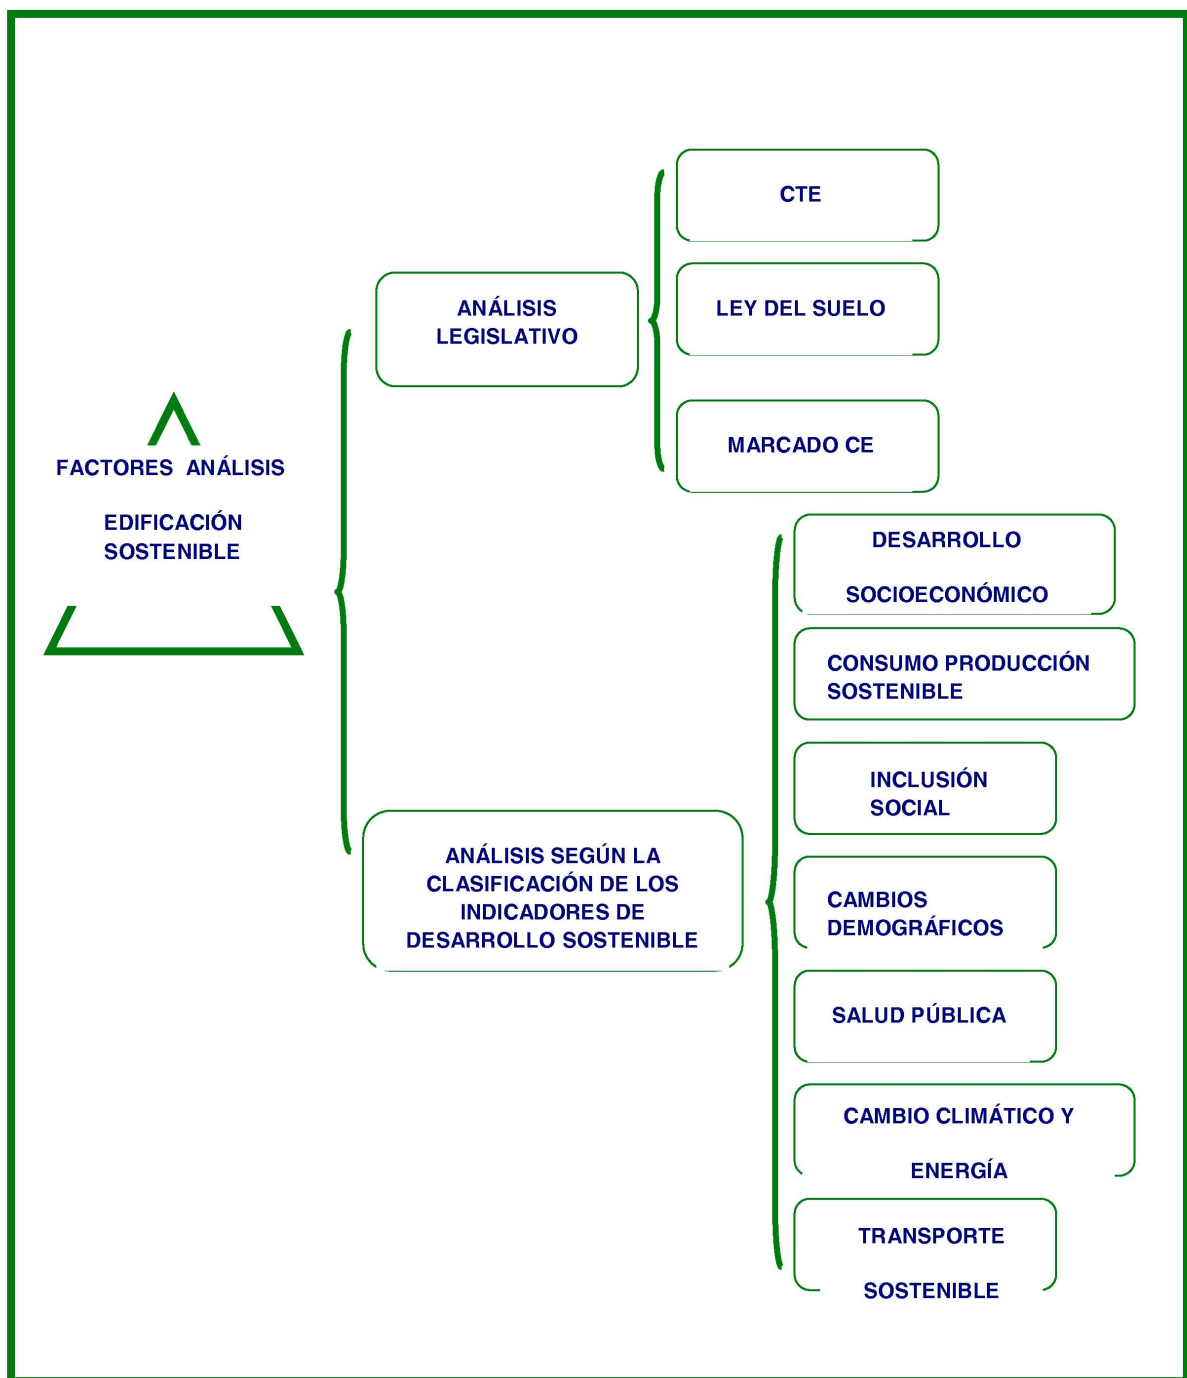 FACTORES ANÁLISIS
EDIFICACIÓN
SOSTENIBLE
ANÁLISIS
LEGISLATIVO
CTE
LEY DEL SUELO
MARCADO CE
ANÁLISIS SEGÚN LA
CLASIFICACIÓN DE LOS
INDICADORES DE
DESARROLLO SOSTENIBLE
DESARROLLO
SOCIOECONÓMICO
CONSUMO PRODUCCIÓN
SOSTENIBLE
INCLUSIÓN
SOCIAL
CAMBIOS
DEMOGRÁFICOS
SALUD PÚBLICA
CAMBIO CLIMÁTICO Y
ENERGÍA
TRANSPORTE
SOSTENIBLE